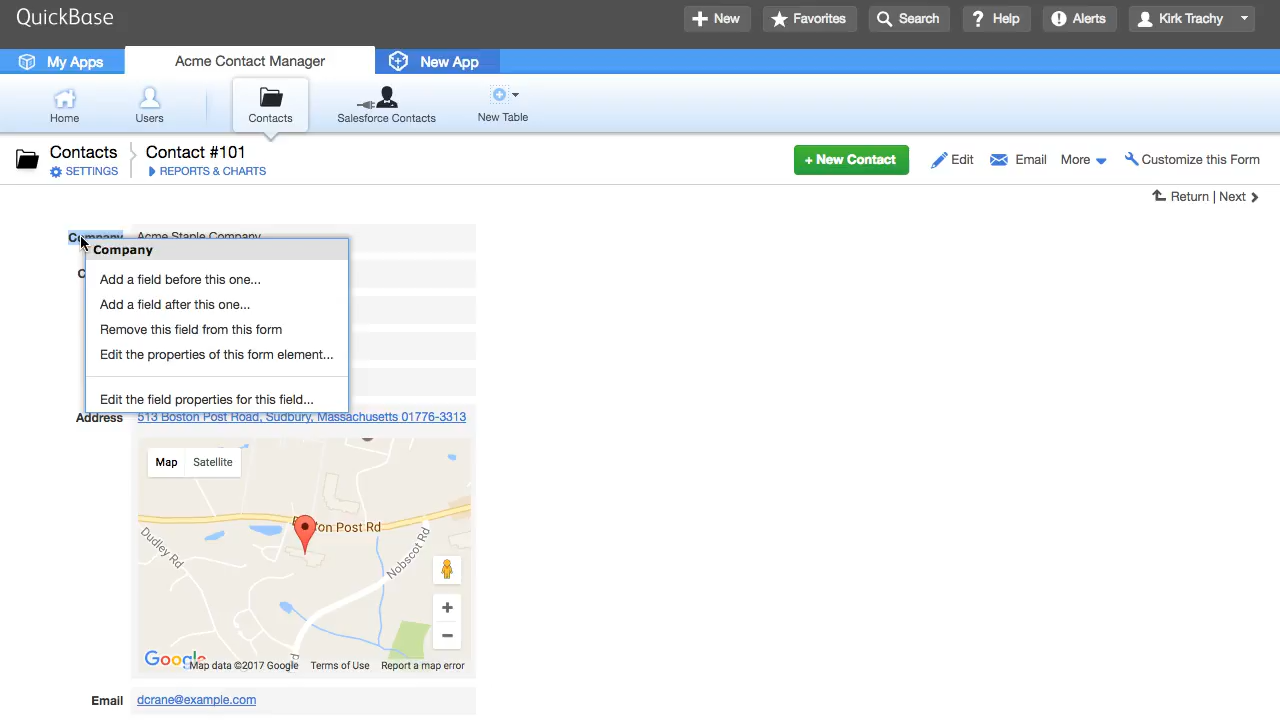 QuickBase
New
Favorites
Search
? Help
Alerts
Kirk Trachy
My Apps
Acme Contact Manager
New App
Home
Users
Contacts
Salesforce Contacts
New Table
Contacts
SETTINGS
Contact #101
REPORTS & CHARTS
+ New Contact
Edit
Email
More
Customize this Form
Return | Next
Company
Acme Staple Company
Company
Add a field before this one...
Add a field after this one...
Remove this field from this form
Edit the properties of this form element...
Edit the field properties for this field...
Address
513 Boston Post Road, Sudbury, Massachusetts 01776-3313
Map
Satellite
Post Rd
Dudley Rd
Nobscot Rd
Google
Map data ©2017 Google
Terms of Use
Report a map error
Email
dcrane@example.com